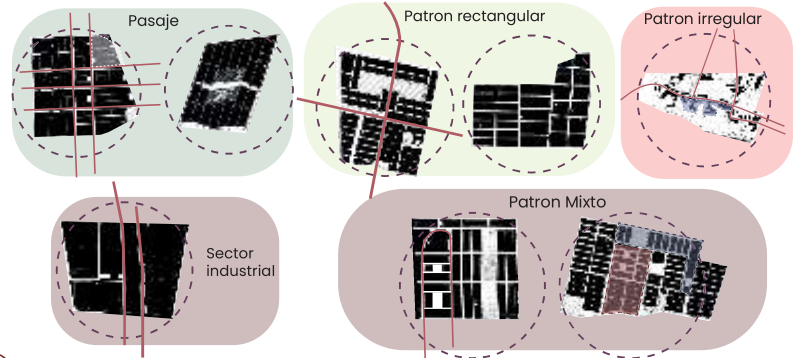 Pasaje
Patron rectangular
Patron irregular
Sector
industrial
Patron Mixto